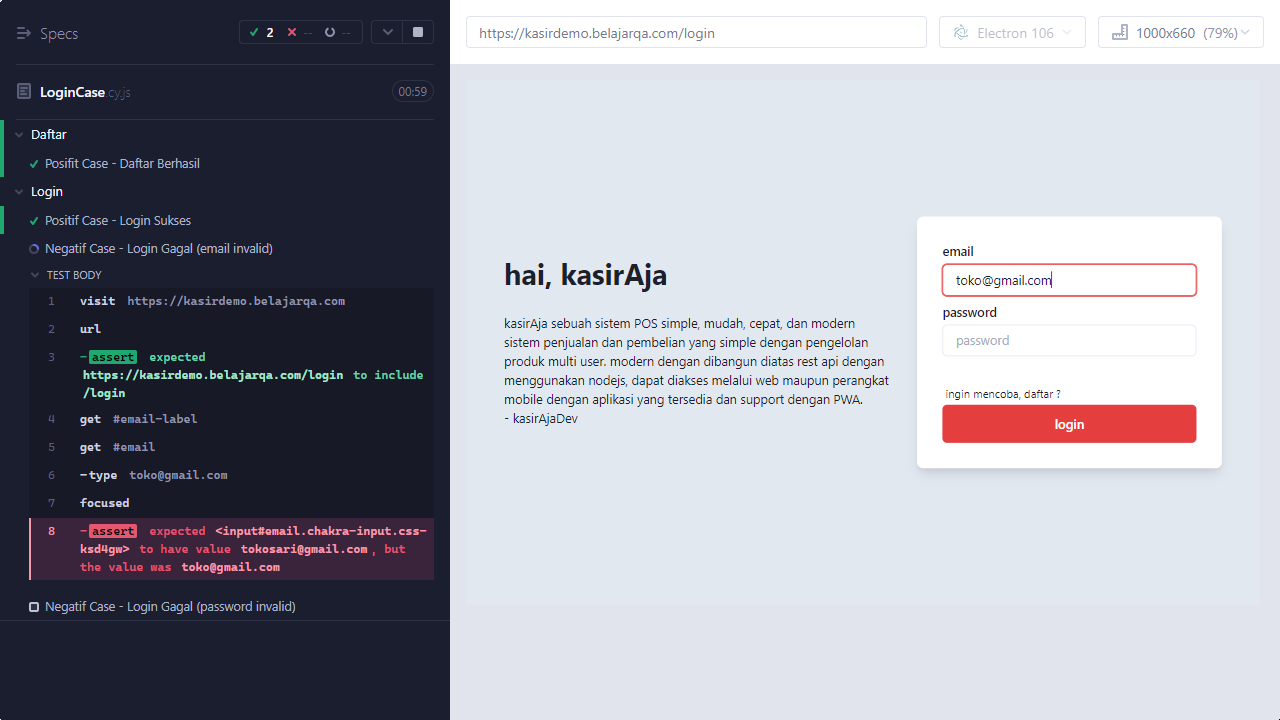 Specs
2
--
--
LoginCase.cy.js
00:59
Daftar
Posifit Case - Daftar Berhasil
Login
Positif Case - Login Sukses
Negatif Case - Login Gagal (email invalid)
TEST BODY
1 visit https://kasirdemo.belajarqa.com
2 url
3 -assert expected
https://kasirdemo.belajarqa.com/login to include
/login
4 get #email-label
5 get #email
6 -type toko@gmail.com
7 focused
8 -assert expected <input#email.chakra-input.css-
ksd4gw> to have value tokosari@gmail.com, but
the value was toko@gmail.com
Negatif Case - Login Gagal (password invalid)
https://kasirdemo.belajarqa.com/login
Electron 106
1000x660 (79%)
hai, kasirAja
kasirAja sebuah sistem POS simple, mudah, cepat, dan modern
sistem penjualan dan pembelian yang simple dengan pengelolan
produk multi user. modern dengan dibangun diatas rest api dengan
menggunakan nodejs, dapat diakses melalui web maupun perangkat
mobile dengan aplikasi yang tersedia dan support dengan PWA.
- kasirAjaDev
email
toko@gmail.com
password
password
ingin mencoba, daftar ?
login